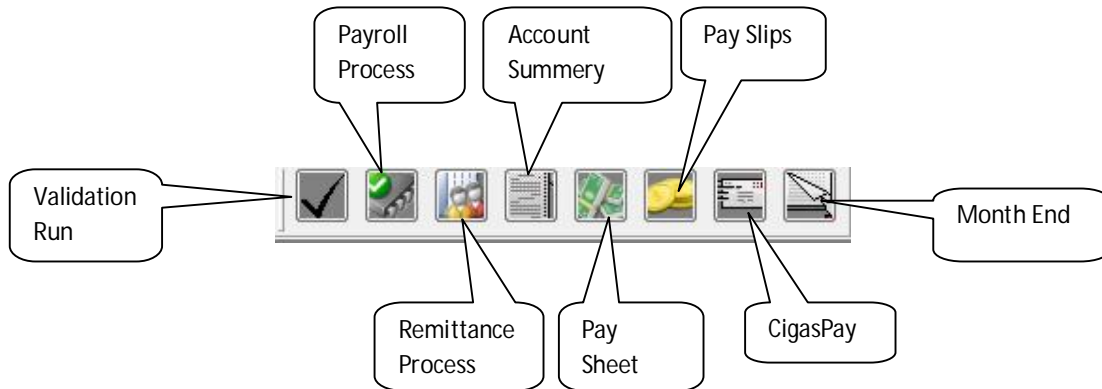 Payroll
Process
Account
Summery
Pay Slips
Validation
Run
Month End
Remittance
Process
Pay
Sheet
CigasPay